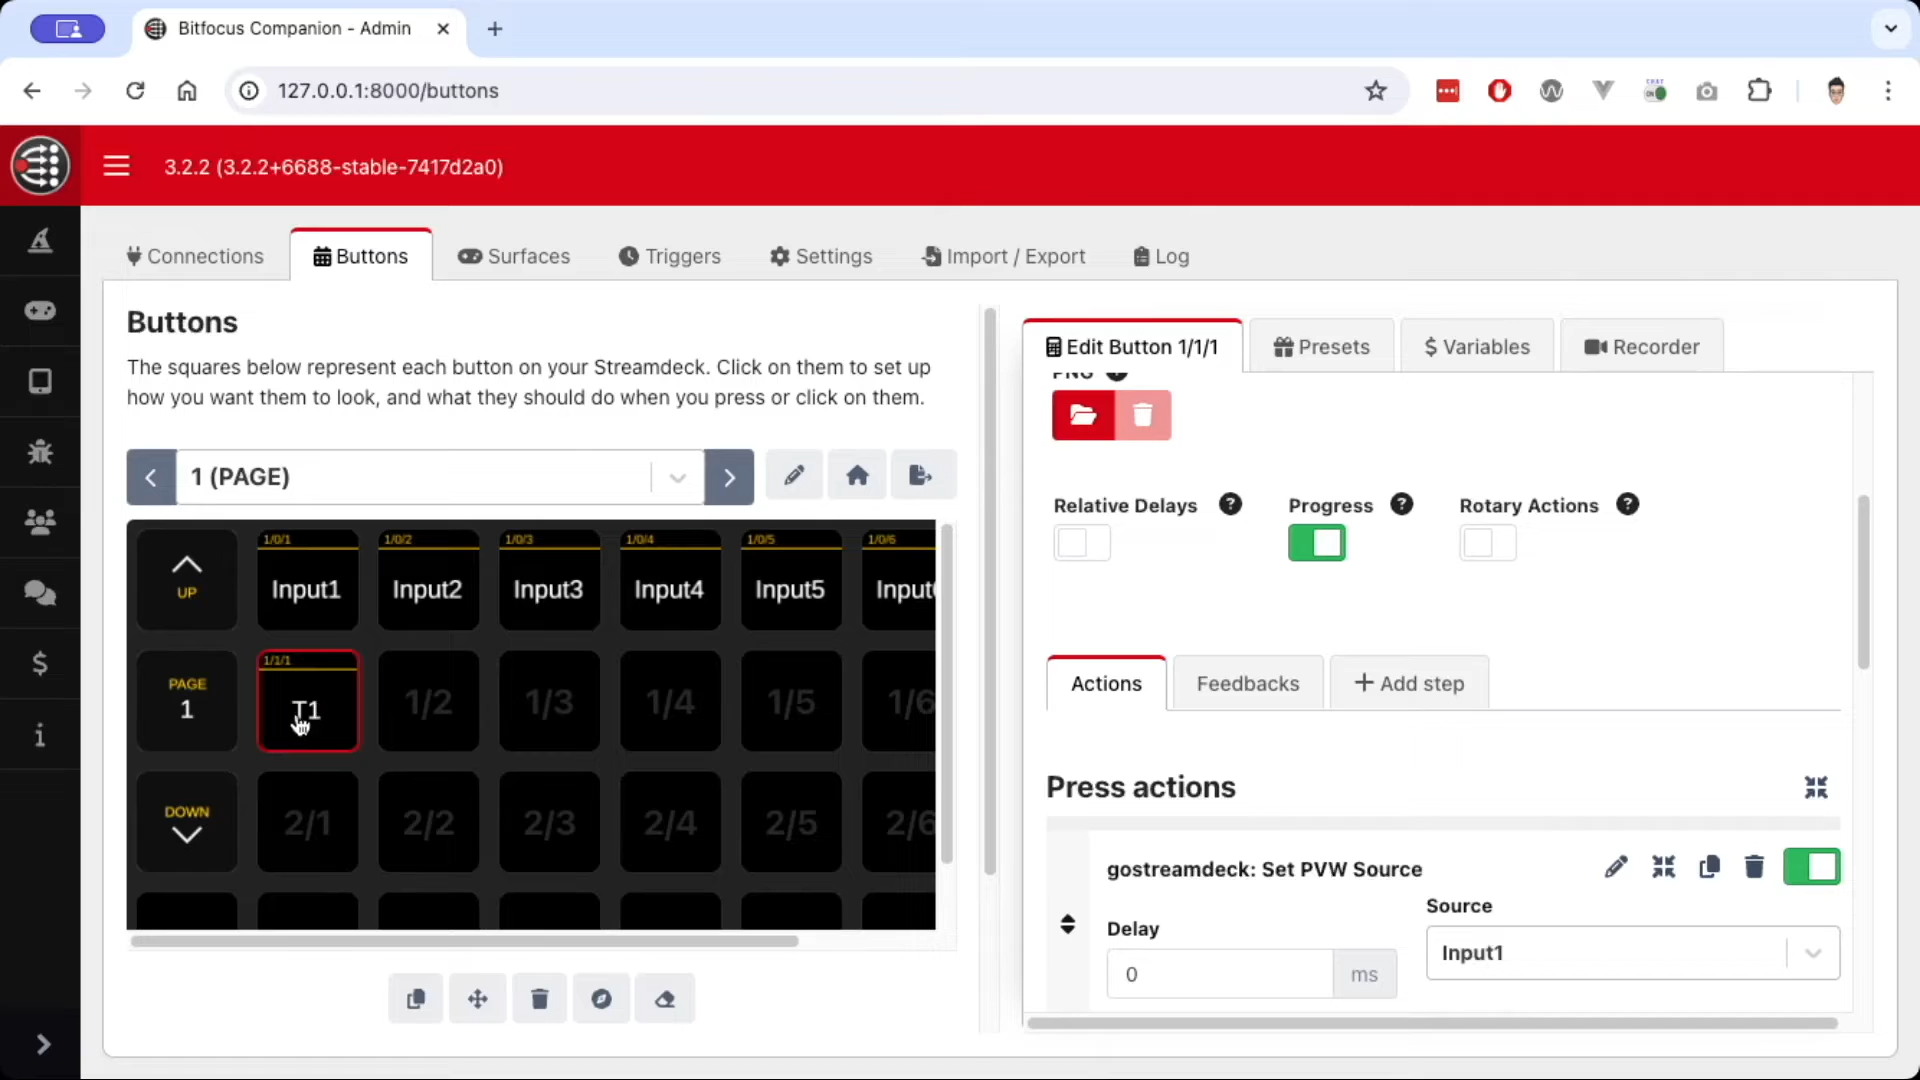 Bitfocus Companion - Admin
127.0.0.1:8000/buttons
3.2.2 (3.2.2+6688-stable-7417d2a0)
Connections
Buttons
Surfaces
Triggers
Settings
Import / Export
Log
Buttons
The squares below represent each button on your Streamdeck. Click on them to set up
how you want them to look, and what they should do when you press or click on them.
1 (PAGE)
UP
1/0/1
Input1
1/0/2
Input2
1/0/3
Input3
1/0/4
Input4
1/0/5
Input5
1/0/6
PAGE
1
1/1/1
T1
1/2
1/3
1/4
1/5
1/6
DOWN
2/1
2/2
2/3
2/4
2/5
2/6
Edit Button 1/1/1
Presets
$ Variables
Recorder
PNG
Relative Delays
Progress
Rotary Actions
Actions
Feedbacks
+ Add step
Press actions
gostreamdeck: Set PVW Source
Delay
0
ms
Source
Input1